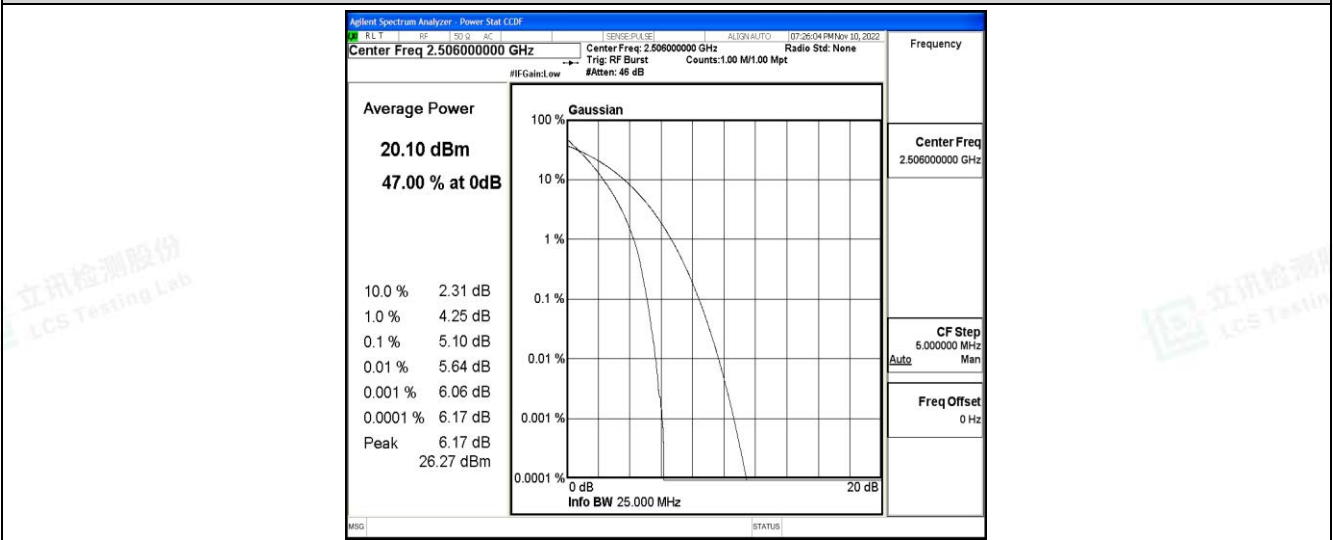 Agilent Spectrum Analyzer - Power Stat CCDF
RLT RF 50 Ω AC SENSE:PULSE ALIGNAUTO 07:26:04 PM Nov 10, 2022
Center Freq 2.506000000 GHz
Center Freq: 2.506000000 GHz Radio Std: None
Trig: RF Burst Counts:1.00 M/1.00 Mpt
#IFGain:Low #Atten: 46 dB
Frequency
Average Power
20.10 dBm
47.00 % at 0dB
10.0 % 2.31 dB
1.0 % 4.25 dB
0.1 % 5.10 dB
0.01 % 5.64 dB
0.001 % 6.06 dB
0.0001 % 6.17 dB
Peak 6.17 dB
26.27 dBm
Gaussian
100 %
10 %
1 %
0.1 %
0.01 %
0.001 %
0.0001 %
0 dB 20 dB
Info BW 25.000 MHz
Center Freq
2.506000000 GHz
CF Step
5.000000 MHz
Auto Man
Freq Offset
0 Hz
MSG STATUS
立讯检测股份
LCS Testing Lab
立讯检测
LCS Testin